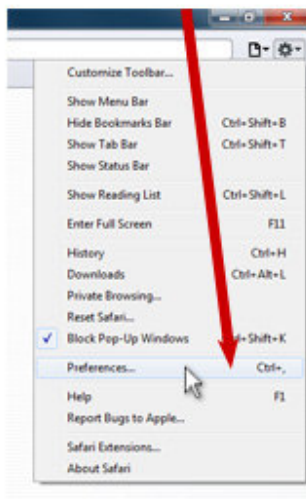 Customize Toolbar...
Show Menu Bar
Hide Bookmarks Bar Ctrl+Shift+B
Show Tab Bar Ctrl+Shift+T
Show Status Bar
Show Reading List Ctrl+Shift+L
Enter Full Screen F11
History Ctrl+H
Downloads Ctrl+Alt+L
Private Browsing...
Reset Safari...
Block Pop-Up Windows Shift+K
Preferences... Ctrl+,
Help F1
Report Bugs to Apple...
Safari Extensions...
About Safari